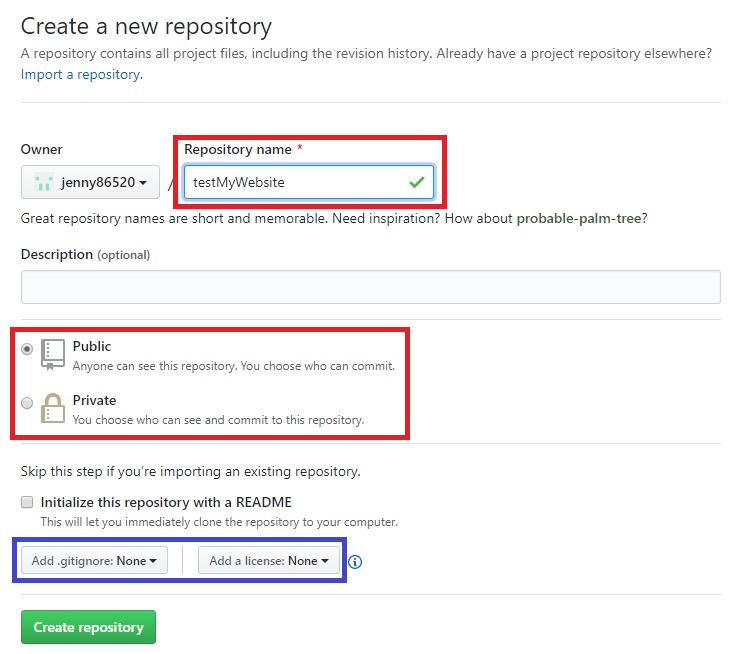 Create a new repository
A repository contains all project files, including the revision history. Already have a project repository elsewhere?
Import a repository.
Owner
Repository name *
jenny86520
/
testMyWebsite
Great repository names are short and memorable. Need inspiration? How about probable-palm-tree?
Description (optional)
Public
Anyone can see this repository. You choose who can commit.
Private
You choose who can see and commit to this repository.
Skip this step if you’re importing an existing repository.
Initialize this repository with a README
This will let you immediately clone the repository to your computer.
Add .gitignore: None
Add a license: None
Create repository